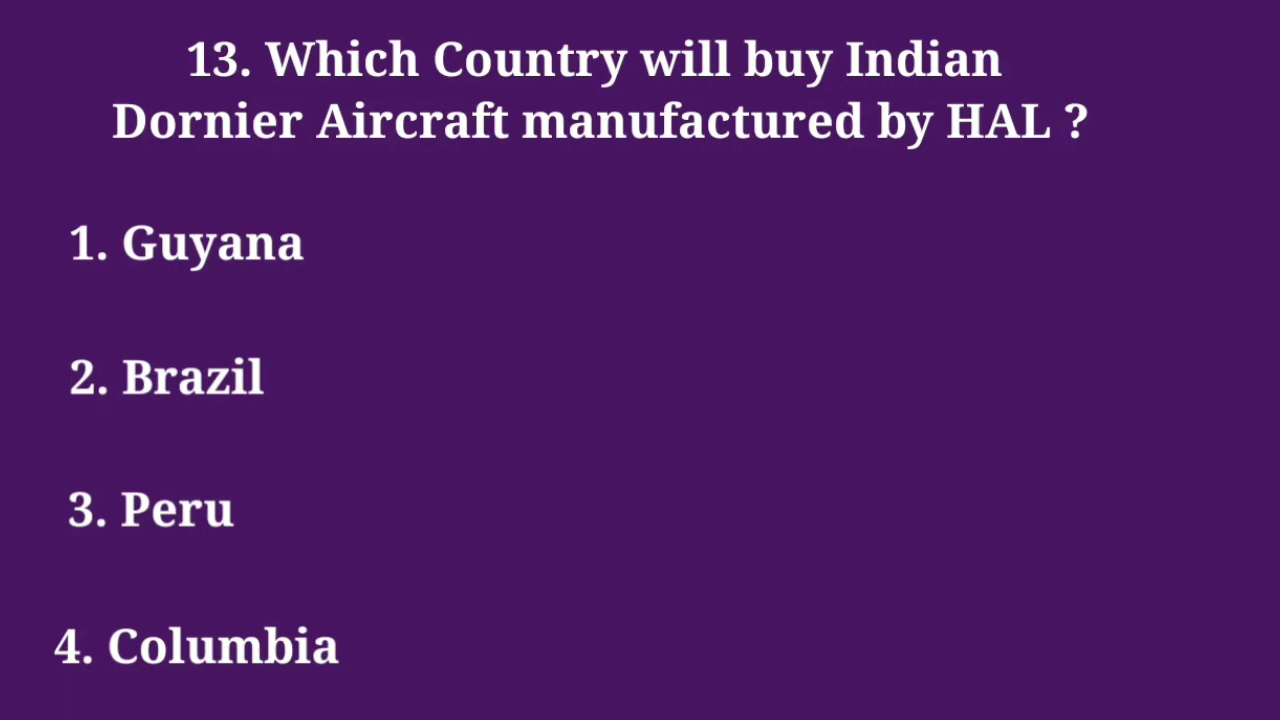 13. Which Country will buy Indian
Dornier Aircraft manufactured by HAL ?
1. Guyana
2. Brazil
3. Peru
4. Columbia